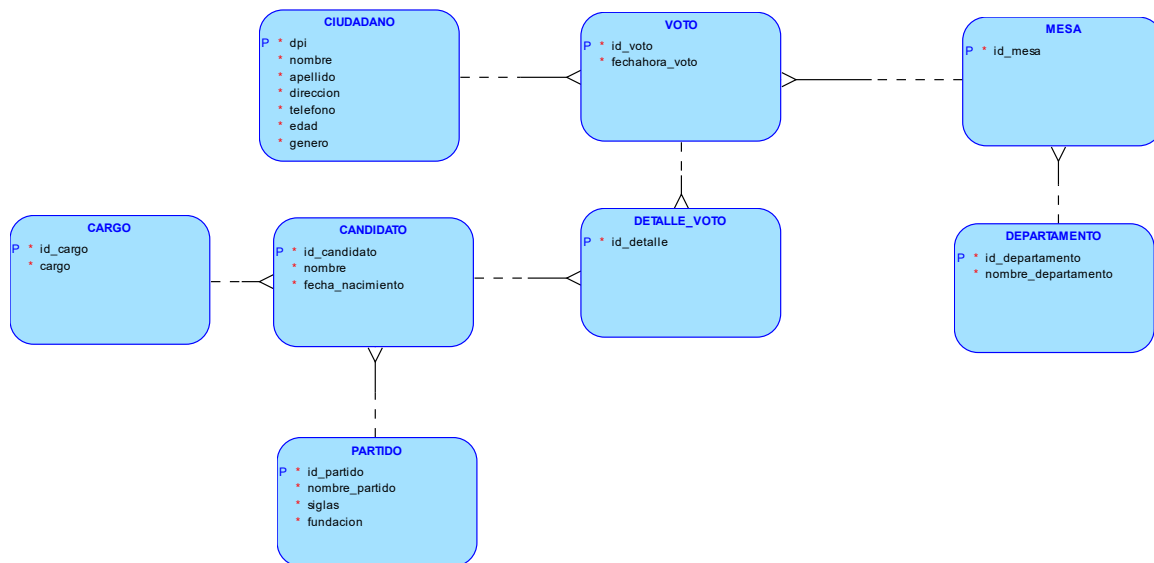 CIUDADANO
P * dpi
* nombre
* apellido
* direccion
* telefono
* edad
* genero
VOTO
P * id_voto
* fechahora_voto
MESA
P * id_mesa
CARGO
P * id_cargo
* cargo
CANDIDATO
P * id_candidato
* nombre
* fecha_nacimiento
DETALLE_VOTO
P * id_detalle
DEPARTAMENTO
P * id_departamento
* nombre_departamento
PARTIDO
P * id_partido
* nombre_partido
* siglas
* fundacion